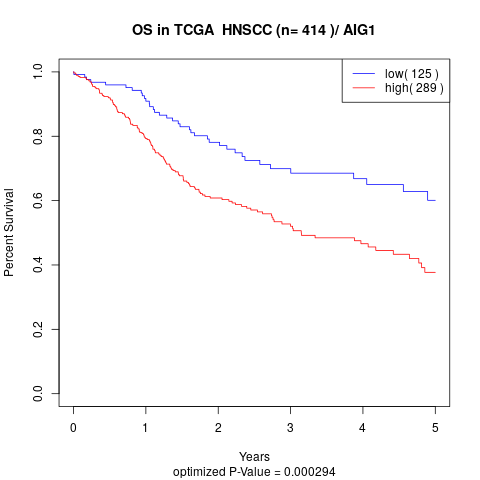 OS in TCGA  HNSCC (n= 414 )/ AIG1
low( 125 )
high( 289 )
Percent Survival
1.0
0.8
0.6
0.4
0.2
0.0
0 1 2 3 4 5
Years
optimized P-Value = 0.000294